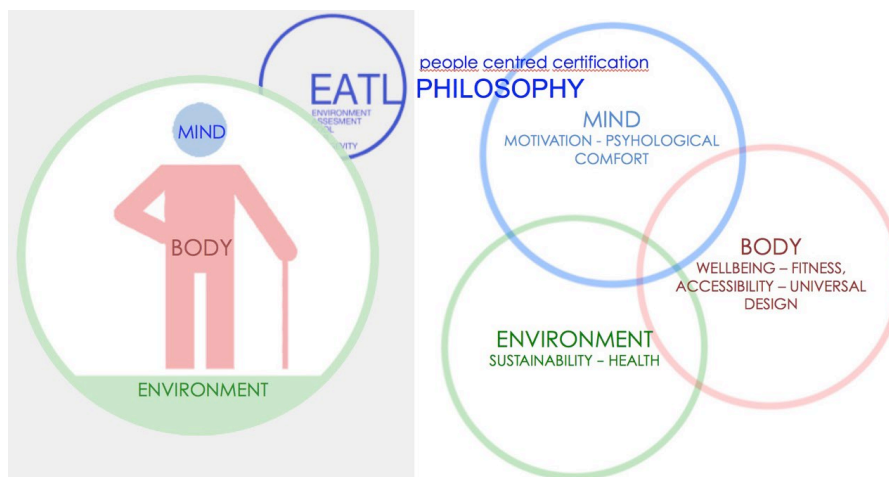 EATL
ENVIRONMENT
ASSESMENT
MIND
BODY
ENVIRONMENT
people centred certification
PHILOSOPHY
MIND
MOTIVATION - PSYHOLOGICAL
COMFORT
BODY
WELLBEING – FITNESS,
ACCESSIBILITY – UNIVERSAL
DESIGN
ENVIRONMENT
SUSTAINABILITY – HEALTH